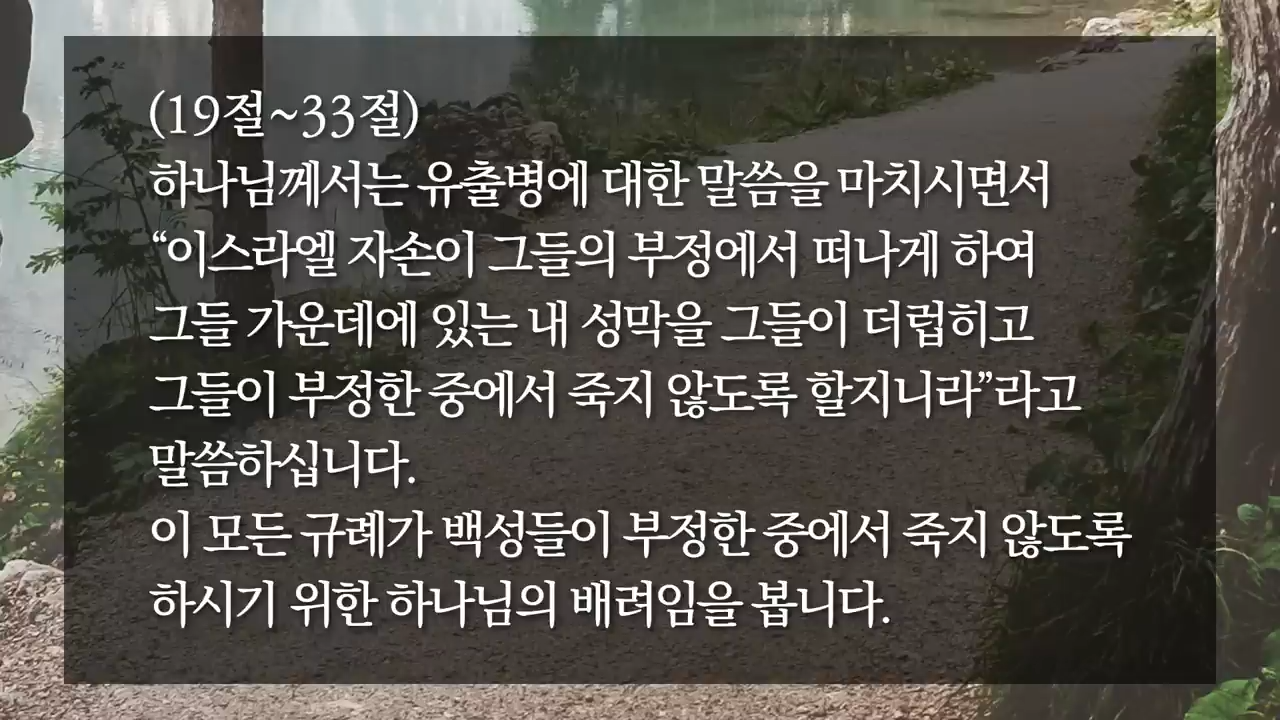 (19절~33절)
하나님께서는 유출병에 대한 말씀을 마치시면서
“이스라엘 자손이 그들의 부정에서 떠나게 하여
그들 가운데에 있는 내 성막을 그들이 더럽히고
그들이 부정한 중에서 죽지 않도록 할지니라”라고
말씀하십니다.
이 모든 규례가 백성들이 부정한 중에서 죽지 않도록
하시기 위한 하나님의 배려임을 봅니다.